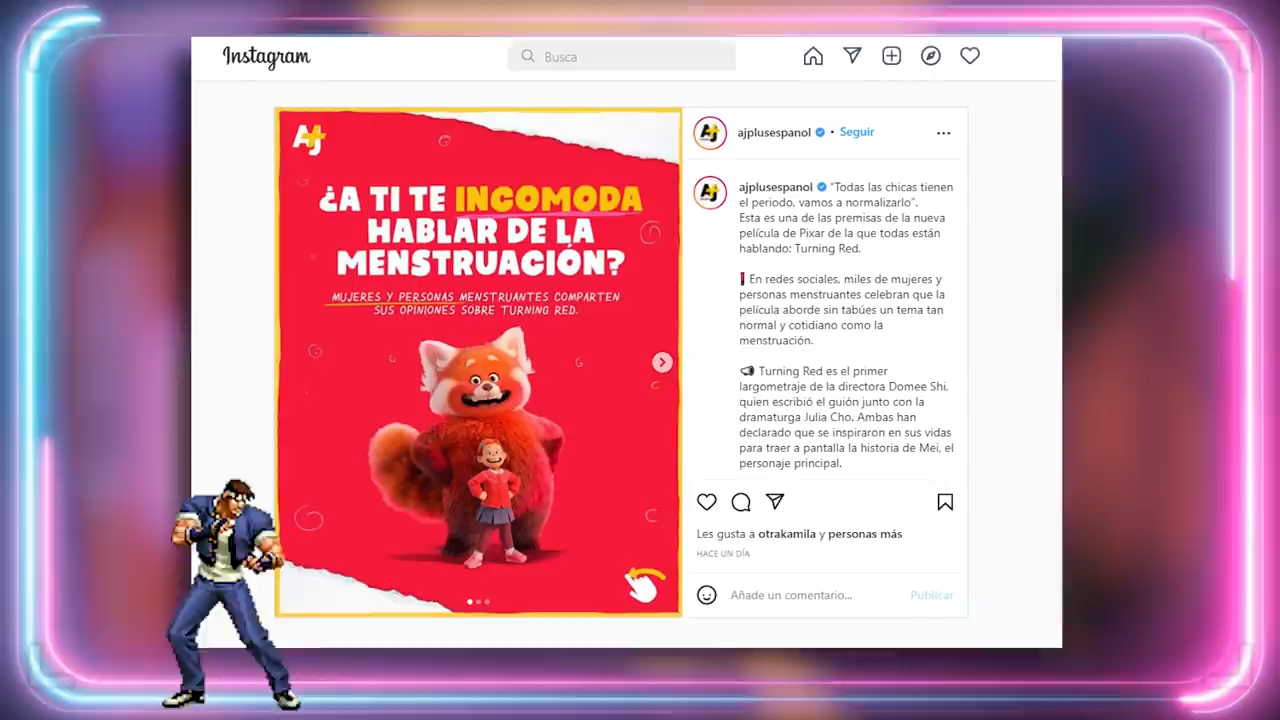 Instagram
Busca
AJ+
¿A TI TE INCOMODA
HABLAR DE LA
MENSTRUACIÓN?
MUJERES Y PERSONAS MENSTRUANTES COMPARTEN
SUS OPINIONES SOBRE TURNING RED.
ajplusespanol • Seguir
ajplusespanol "Todas las chicas tienen
el periodo, vamos a normalizarlo".
Esta es una de las premisas de la nueva
película de Pixar de la que todas están
hablando: Turning Red.
En redes sociales, miles de mujeres y
personas menstruantes celebran que la
película aborde sin tabúes un tema tan
normal y cotidiano como la
menstruación.
Turning Red es el primer
largometraje de la directora Domee Shi,
quien escribió el guión junto con la
dramaturga Julia Cho. Ambas han
declarado que se inspiraron en sus vidas
para traer a pantalla la historia de Mei, el
personaje principal.
Les gusta a otrakamila y personas más
HACE UN DÍA
Añade un comentario...
Publicar